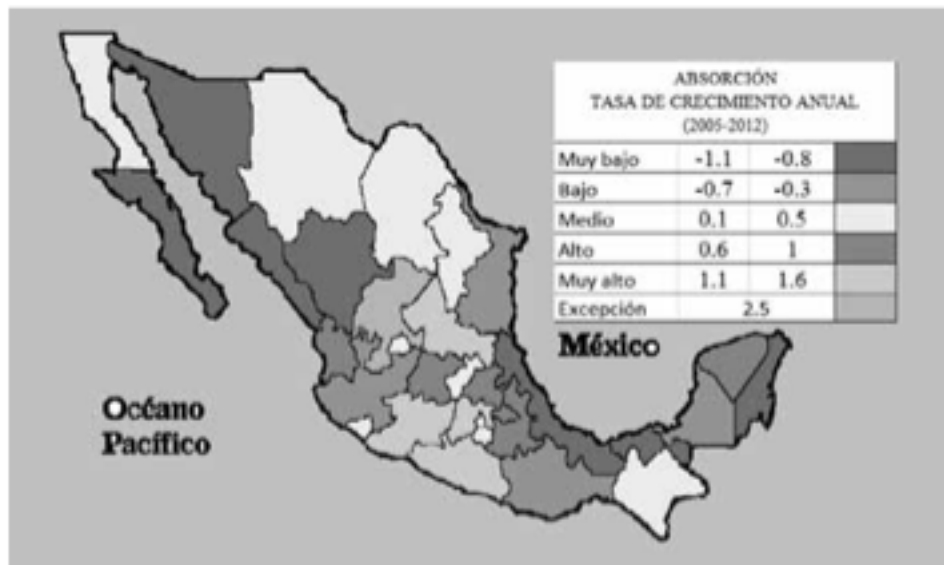 ABSORCIÓN
TASA DE CRECIMIENTO ANUAL
(2005-2012)
Muy bajo -1.1 -0.8
Bajo -0.7 -0.3
Medio 0.1 0.5
Alto 0.6 1
Muy alto 1.1 1.6
Excepción 2.5
México
Océano
Pacífico